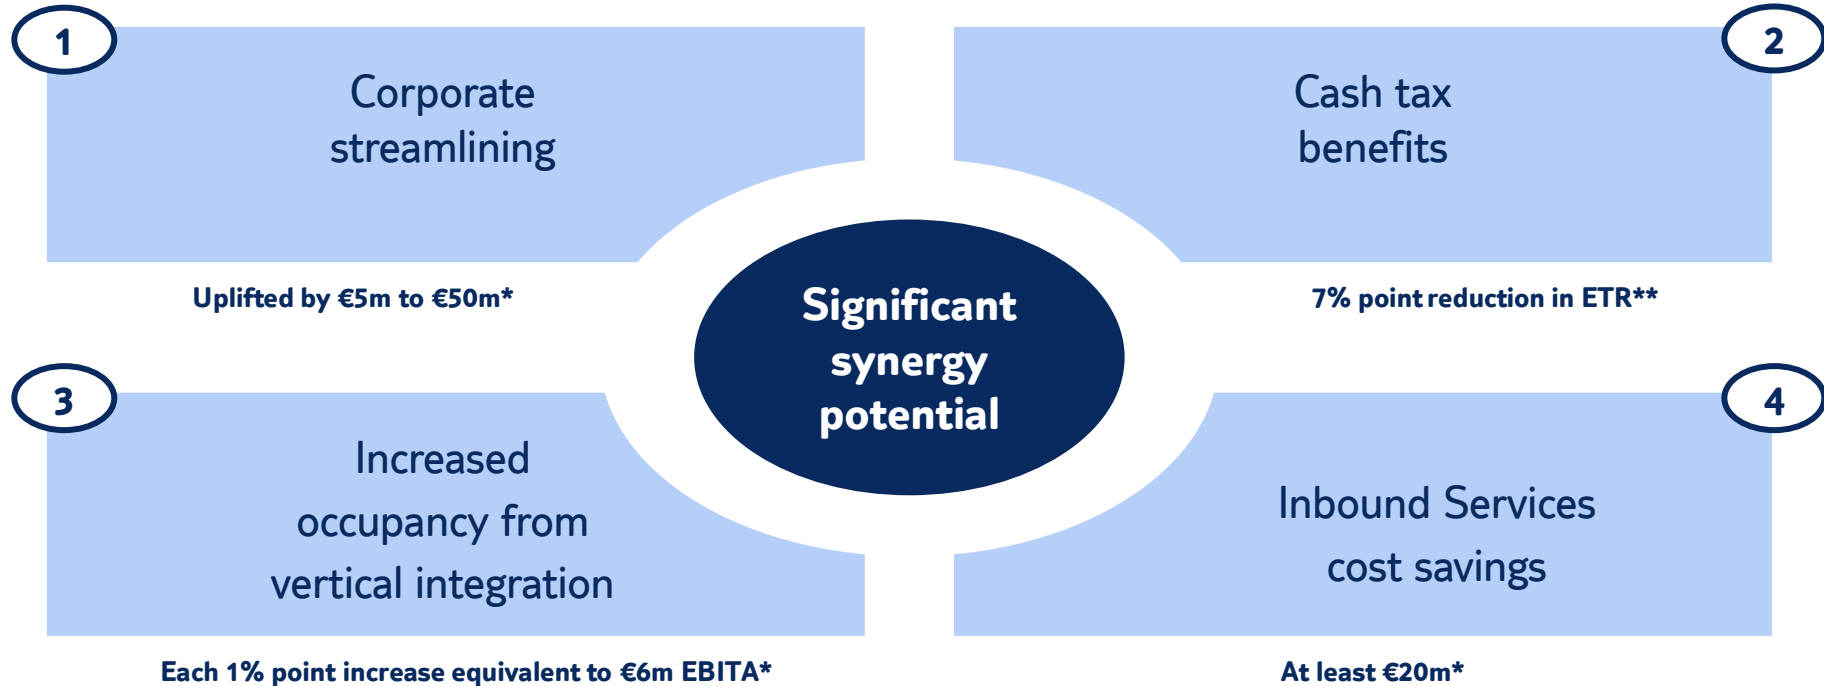 1
Corporate
streamlining
Uplifted by €5m to €50m*
2
Cash tax
benefits
7% point reduction in ETR**
Significant
synergy
potential
3
Increased
occupancy from
vertical integration
Each 1% point increase equivalent to €6m EBITA*
4
Inbound Services
cost savings
At least €20m*